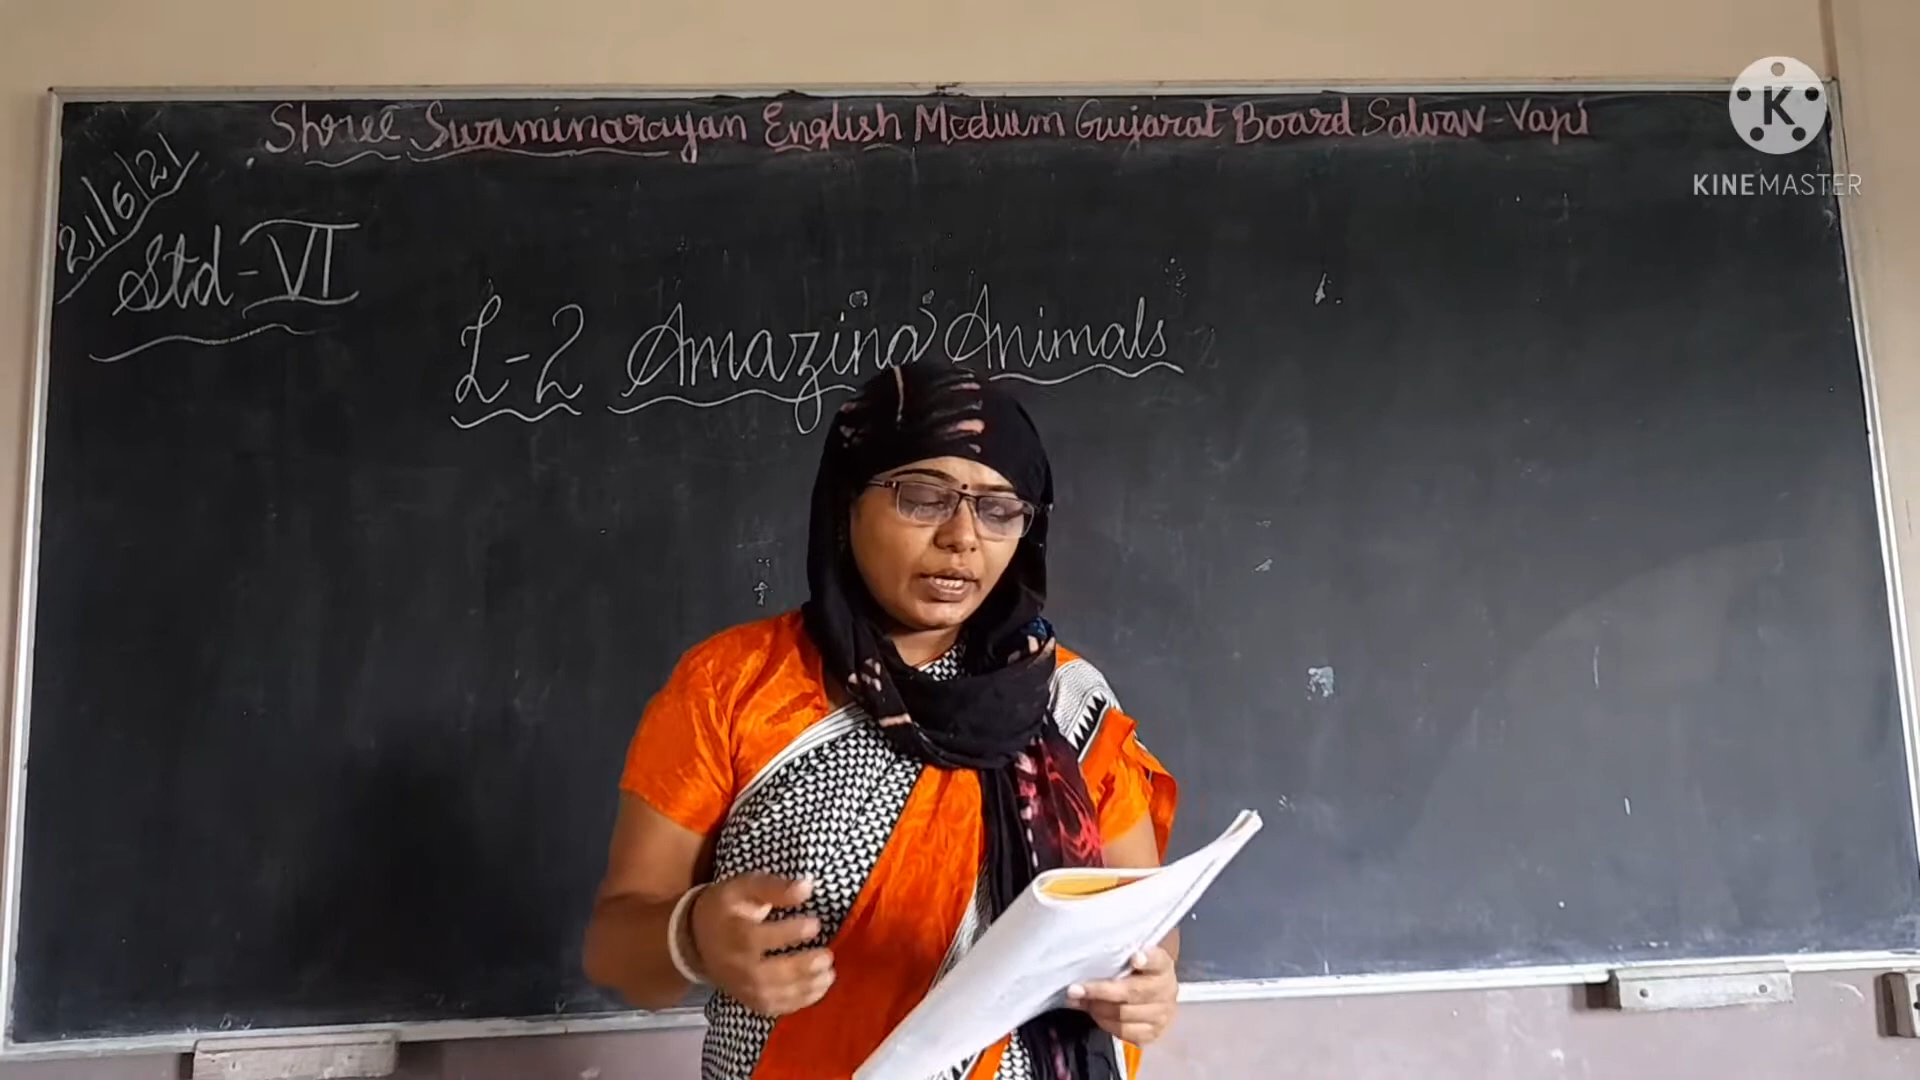 Shree Swaminarayan English Medium Gujarat Board Salvav-Vapi
21/6/21
Std-VI
L-2 Amazing Animals
K
KINEMASTER